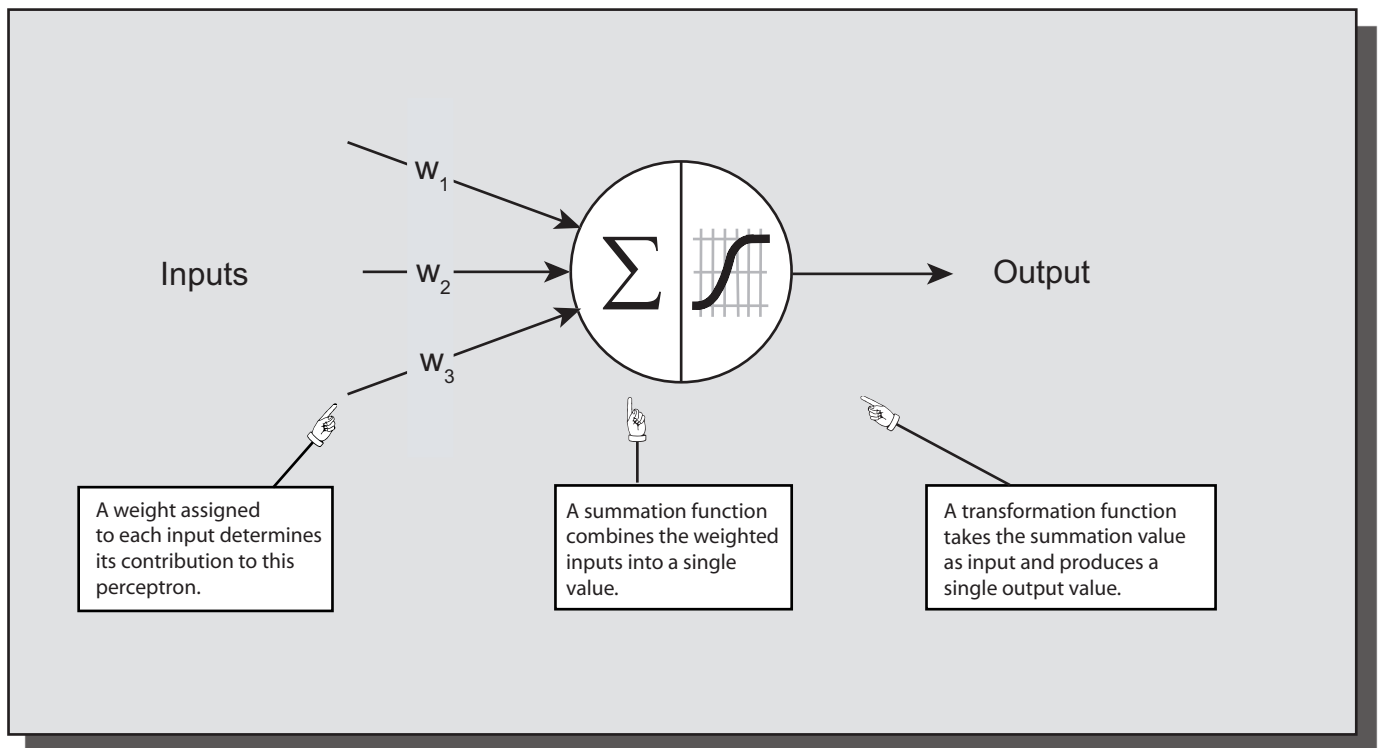 w1
Inputs
w2
Σ
Output
w3
A weight assigned
to each input determines
its contribution to this
perceptron.
A summation function
combines the weighted
inputs into a single
value.
A transformation function
takes the summation value
as input and produces a
single output value.